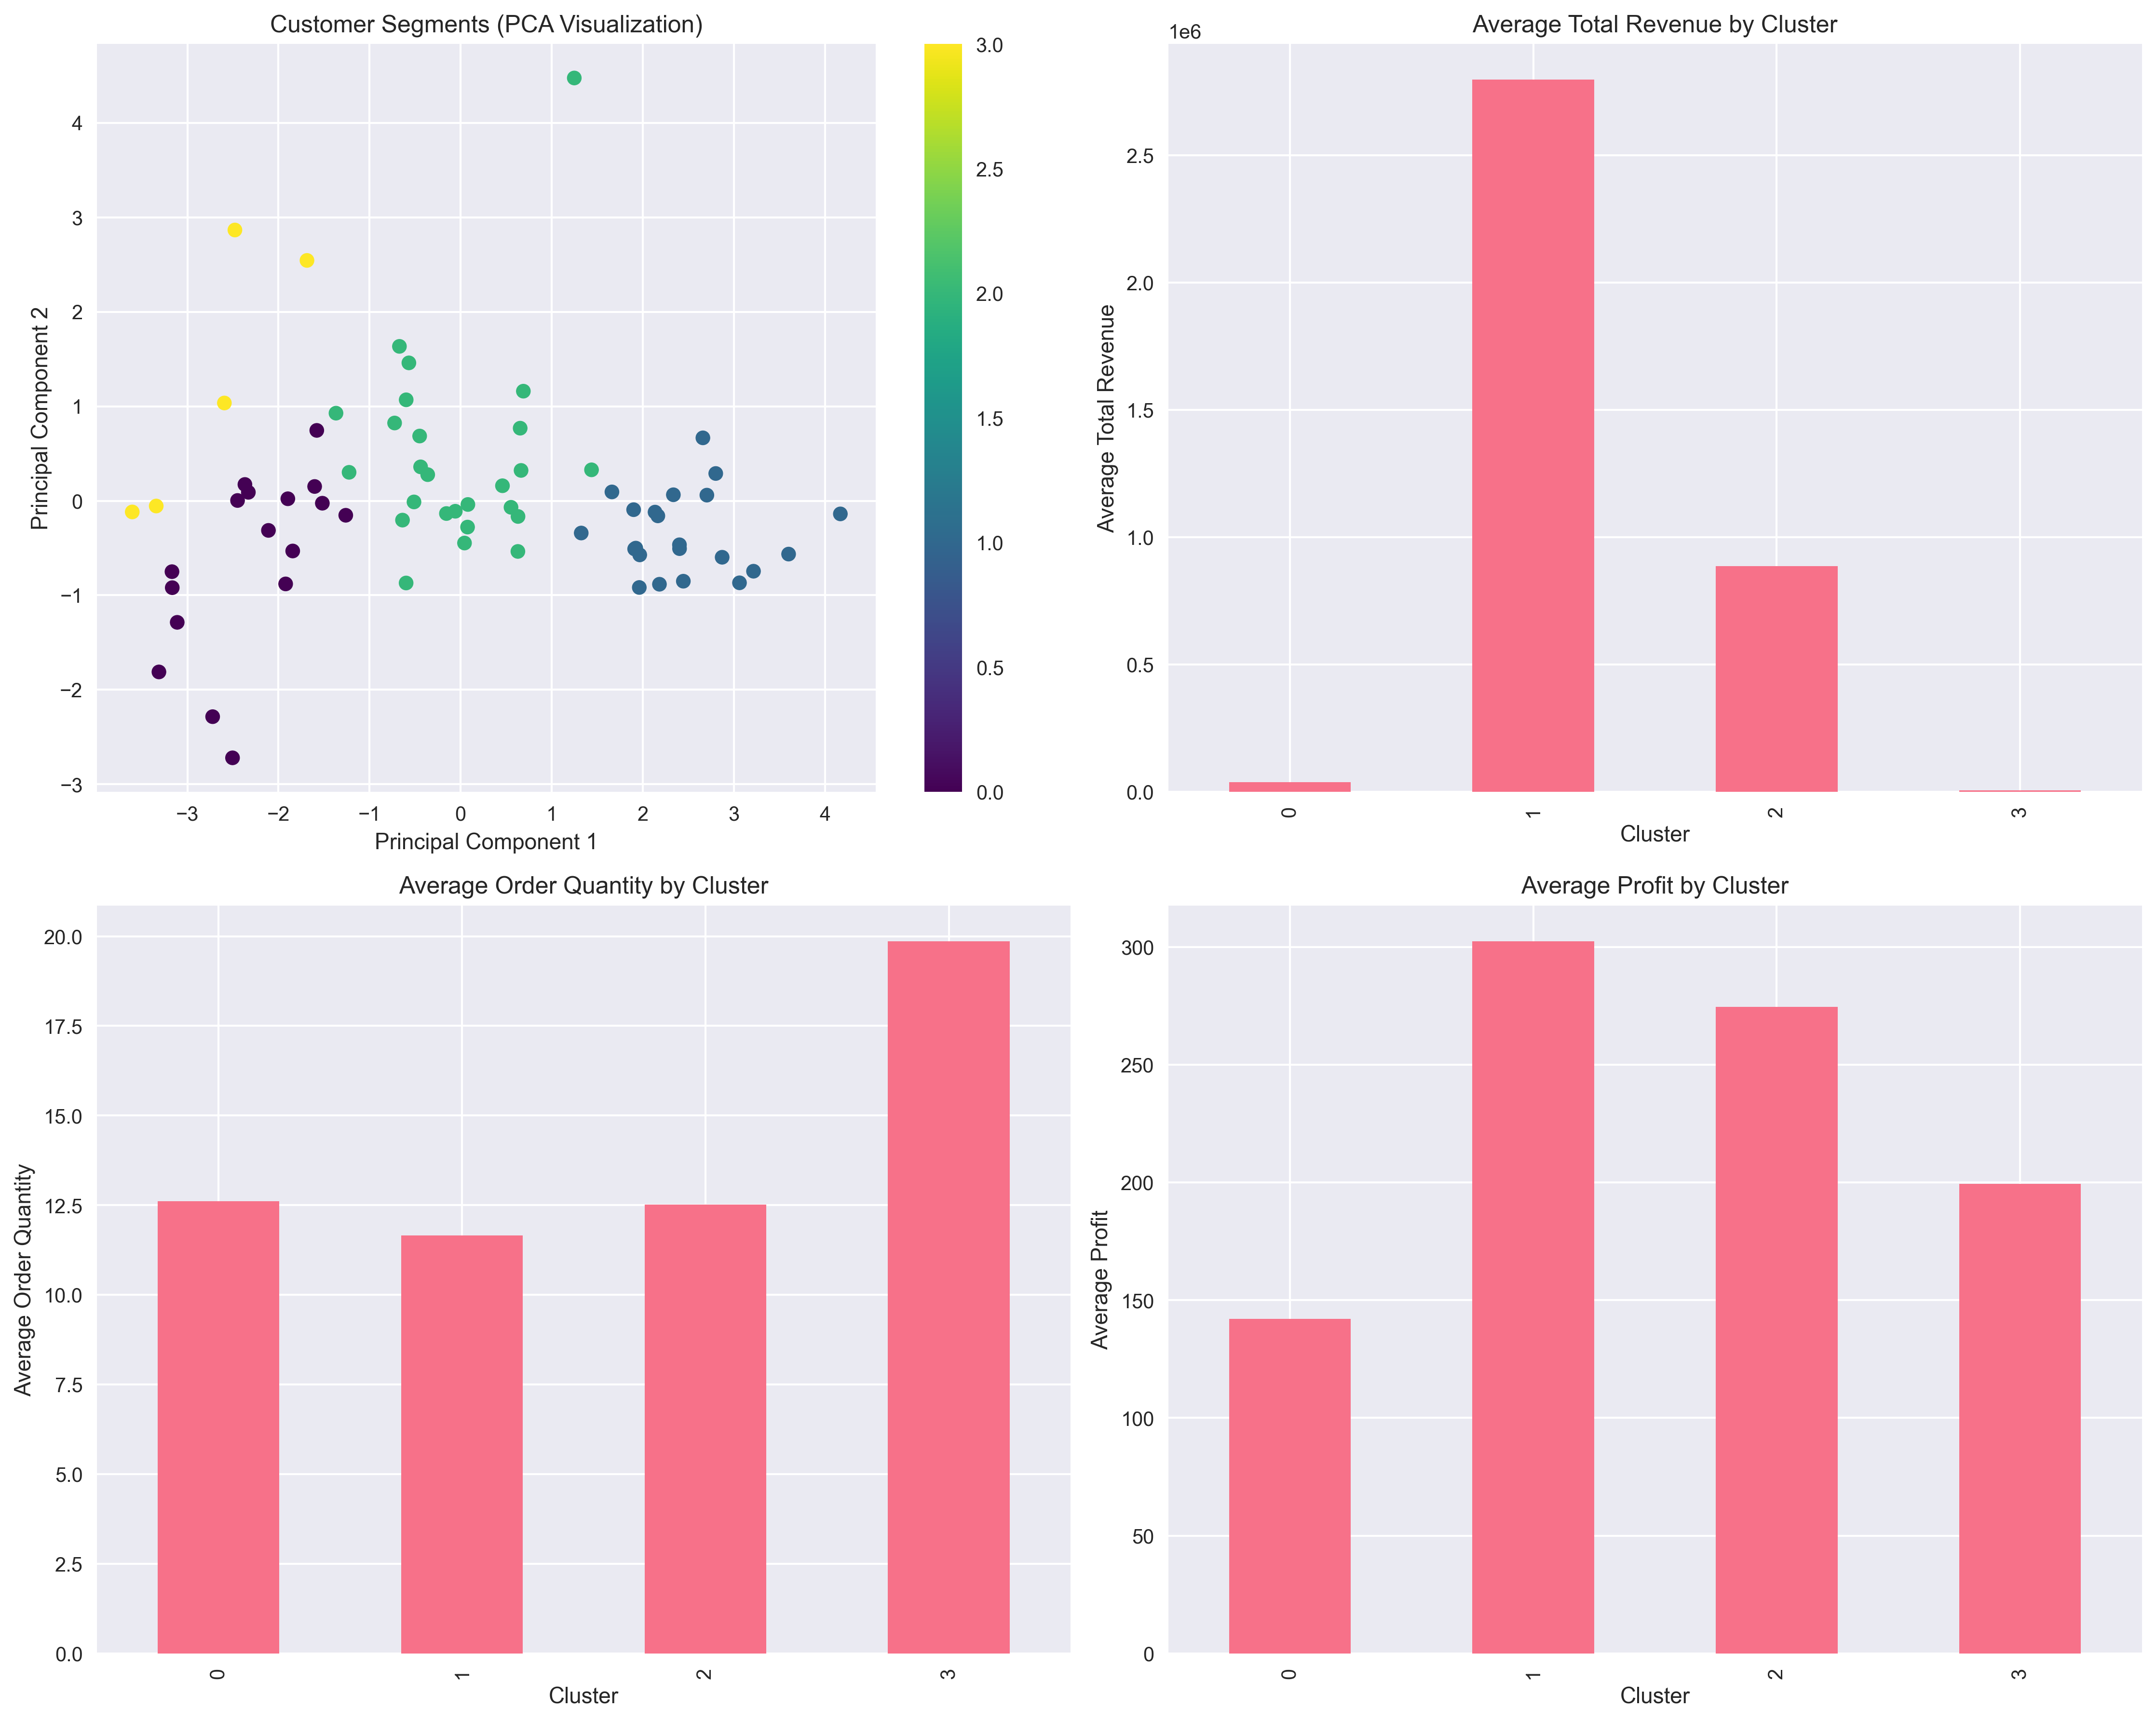 Customer Segments (PCA Visualization)
Principal Component 2
4
3
2
1
0
−1
−2
−3
−3 −2 −1 0 1 2 3 4
Principal Component 1
3.0
2.5
2.0
1.5
1.0
0.5
0.0
Average Total Revenue by Cluster
1e6
Average Total Revenue
2.5
2.0
1.5
1.0
0.5
0.0
0 1 2 3
Cluster
Average Order Quantity by Cluster
Average Order Quantity
20.0
17.5
15.0
12.5
10.0
7.5
5.0
2.5
0.0
0 1 2 3
Cluster
Average Profit by Cluster
Average Profit
300
250
200
150
100
50
0
0 1 2 3
Cluster